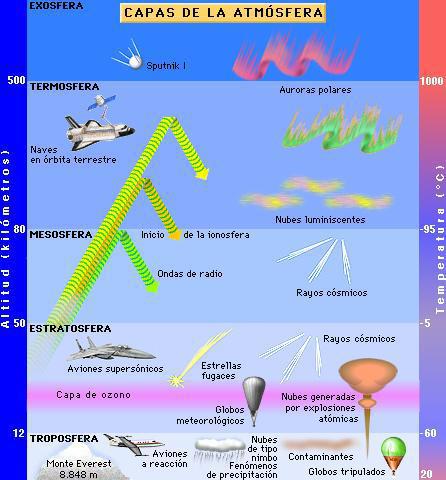 EXOSFERA
CAPAS DE LA ATMÓSFERA
Sputnik I
500
1000
TERMOSFERA
Auroras polares
Naves
en órbita terrestre
Nubes luminiscentes
80
-95
MESOSFERA
Inicio de la ionosfera
Ondas de radio
Rayos cósmicos
Altitud (kilómetros)
Temperatura (°C)
50
-5
ESTRATOSFERA
Rayos cósmicos
Aviones supersónicos
Estrellas
fugaces
Capa de ozono
Nubes generadas
por explosiones
atómicas
Globos
meteorológicos
12
-60
TROPOSFERA
Aviones
a reacción
Nubes
de tipo
nimbo
Fenómenos
de precipitación
Contaminantes
Monte Everest
8.848 m
Globos tripulados
20